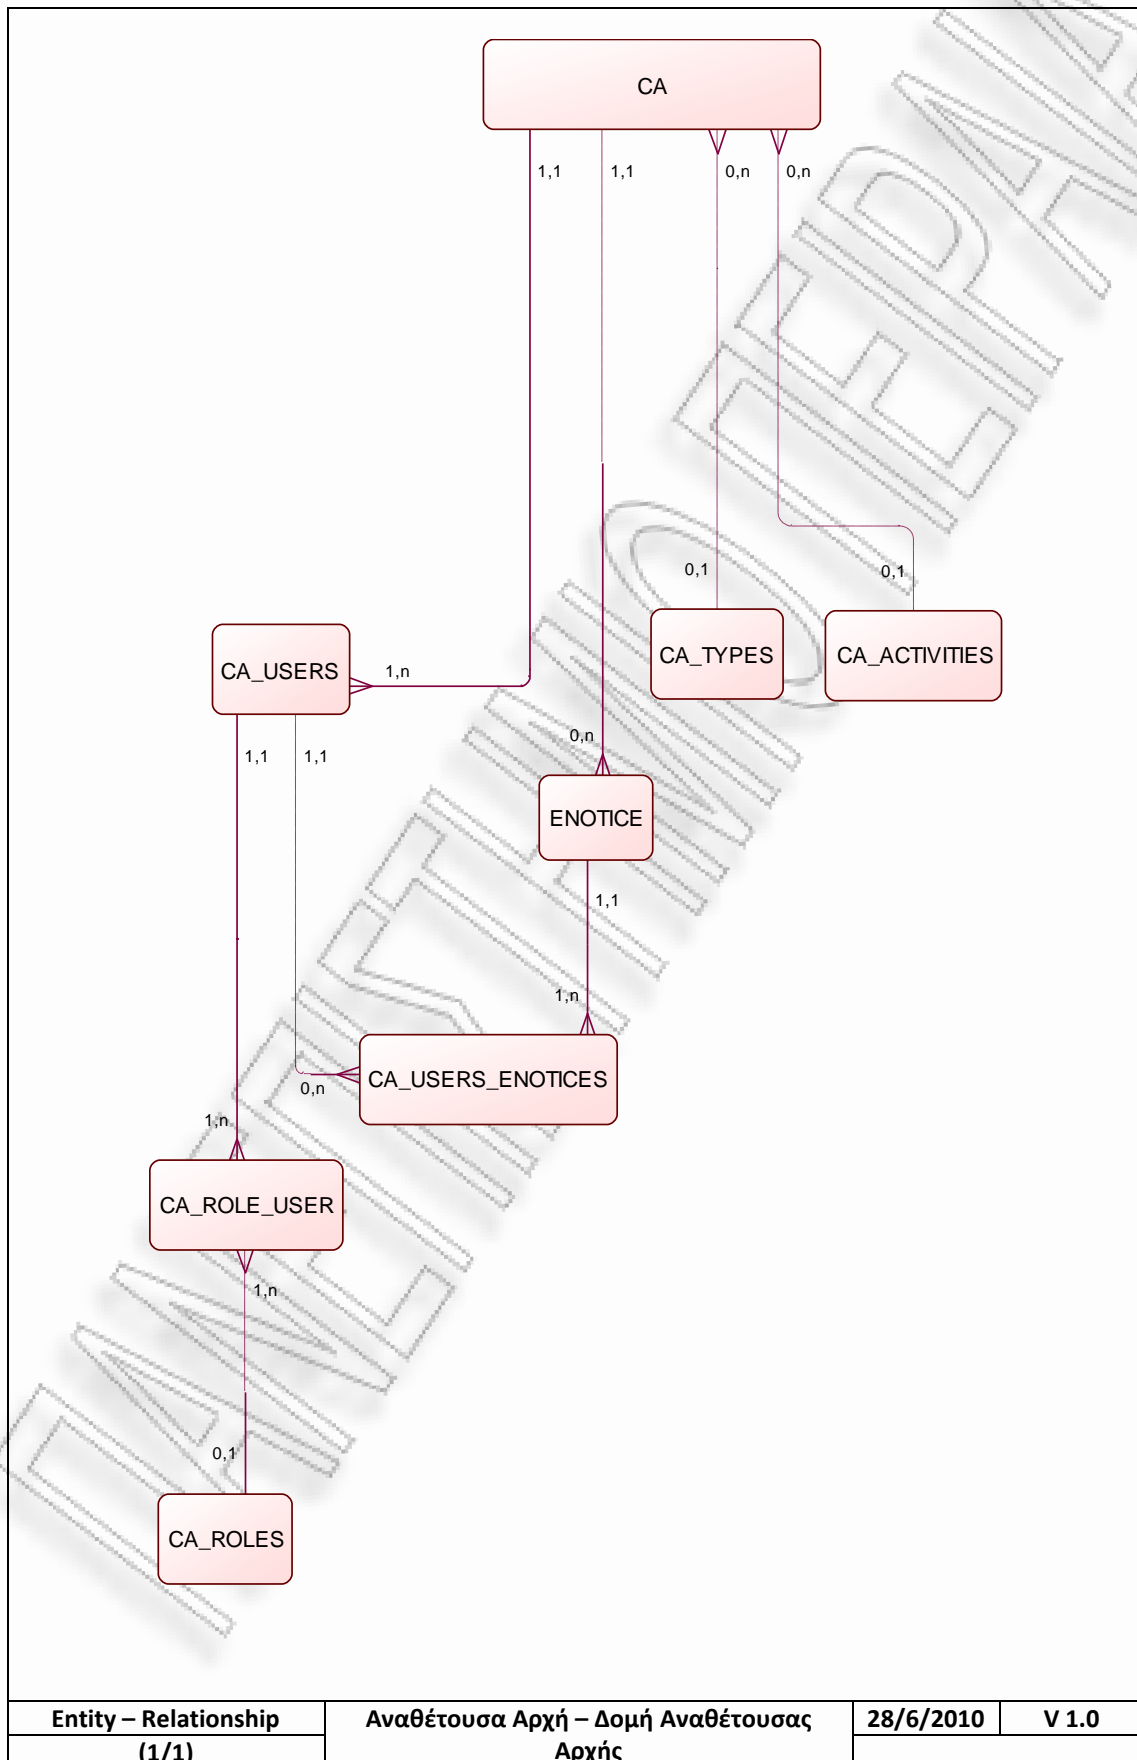 CA
1,1
1,1
0,n
0,n
0,1
0,1
CA_USERS
CA_TYPES
CA_ACTIVITIES
1,n
1,1
1,1
0,n
ENOTICE
1,1
1,n
CA_USERS_ENOTICES
0,n
1,n
CA_ROLE_USER
1,n
0,1
CA_ROLES
ΠΑΝΕΠΙΣΤΗΜΙΟ ΠΕΙΡΑΙΑ
Entity – Relationship
(1/1)
Αναθέτουσα Αρχή – Δομή Αναθέτουσας
Αρχής
28/6/2010
V 1.0